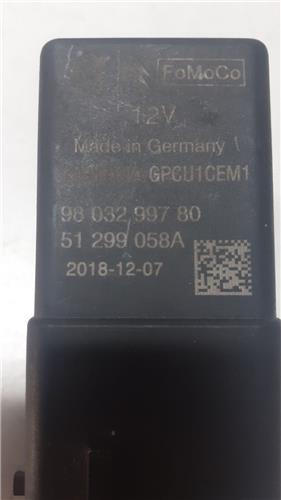 FoMoCo
12V
Made in Germany
GPCU1CEM1
98 032 997 80
51 299 058A
2018-12-07